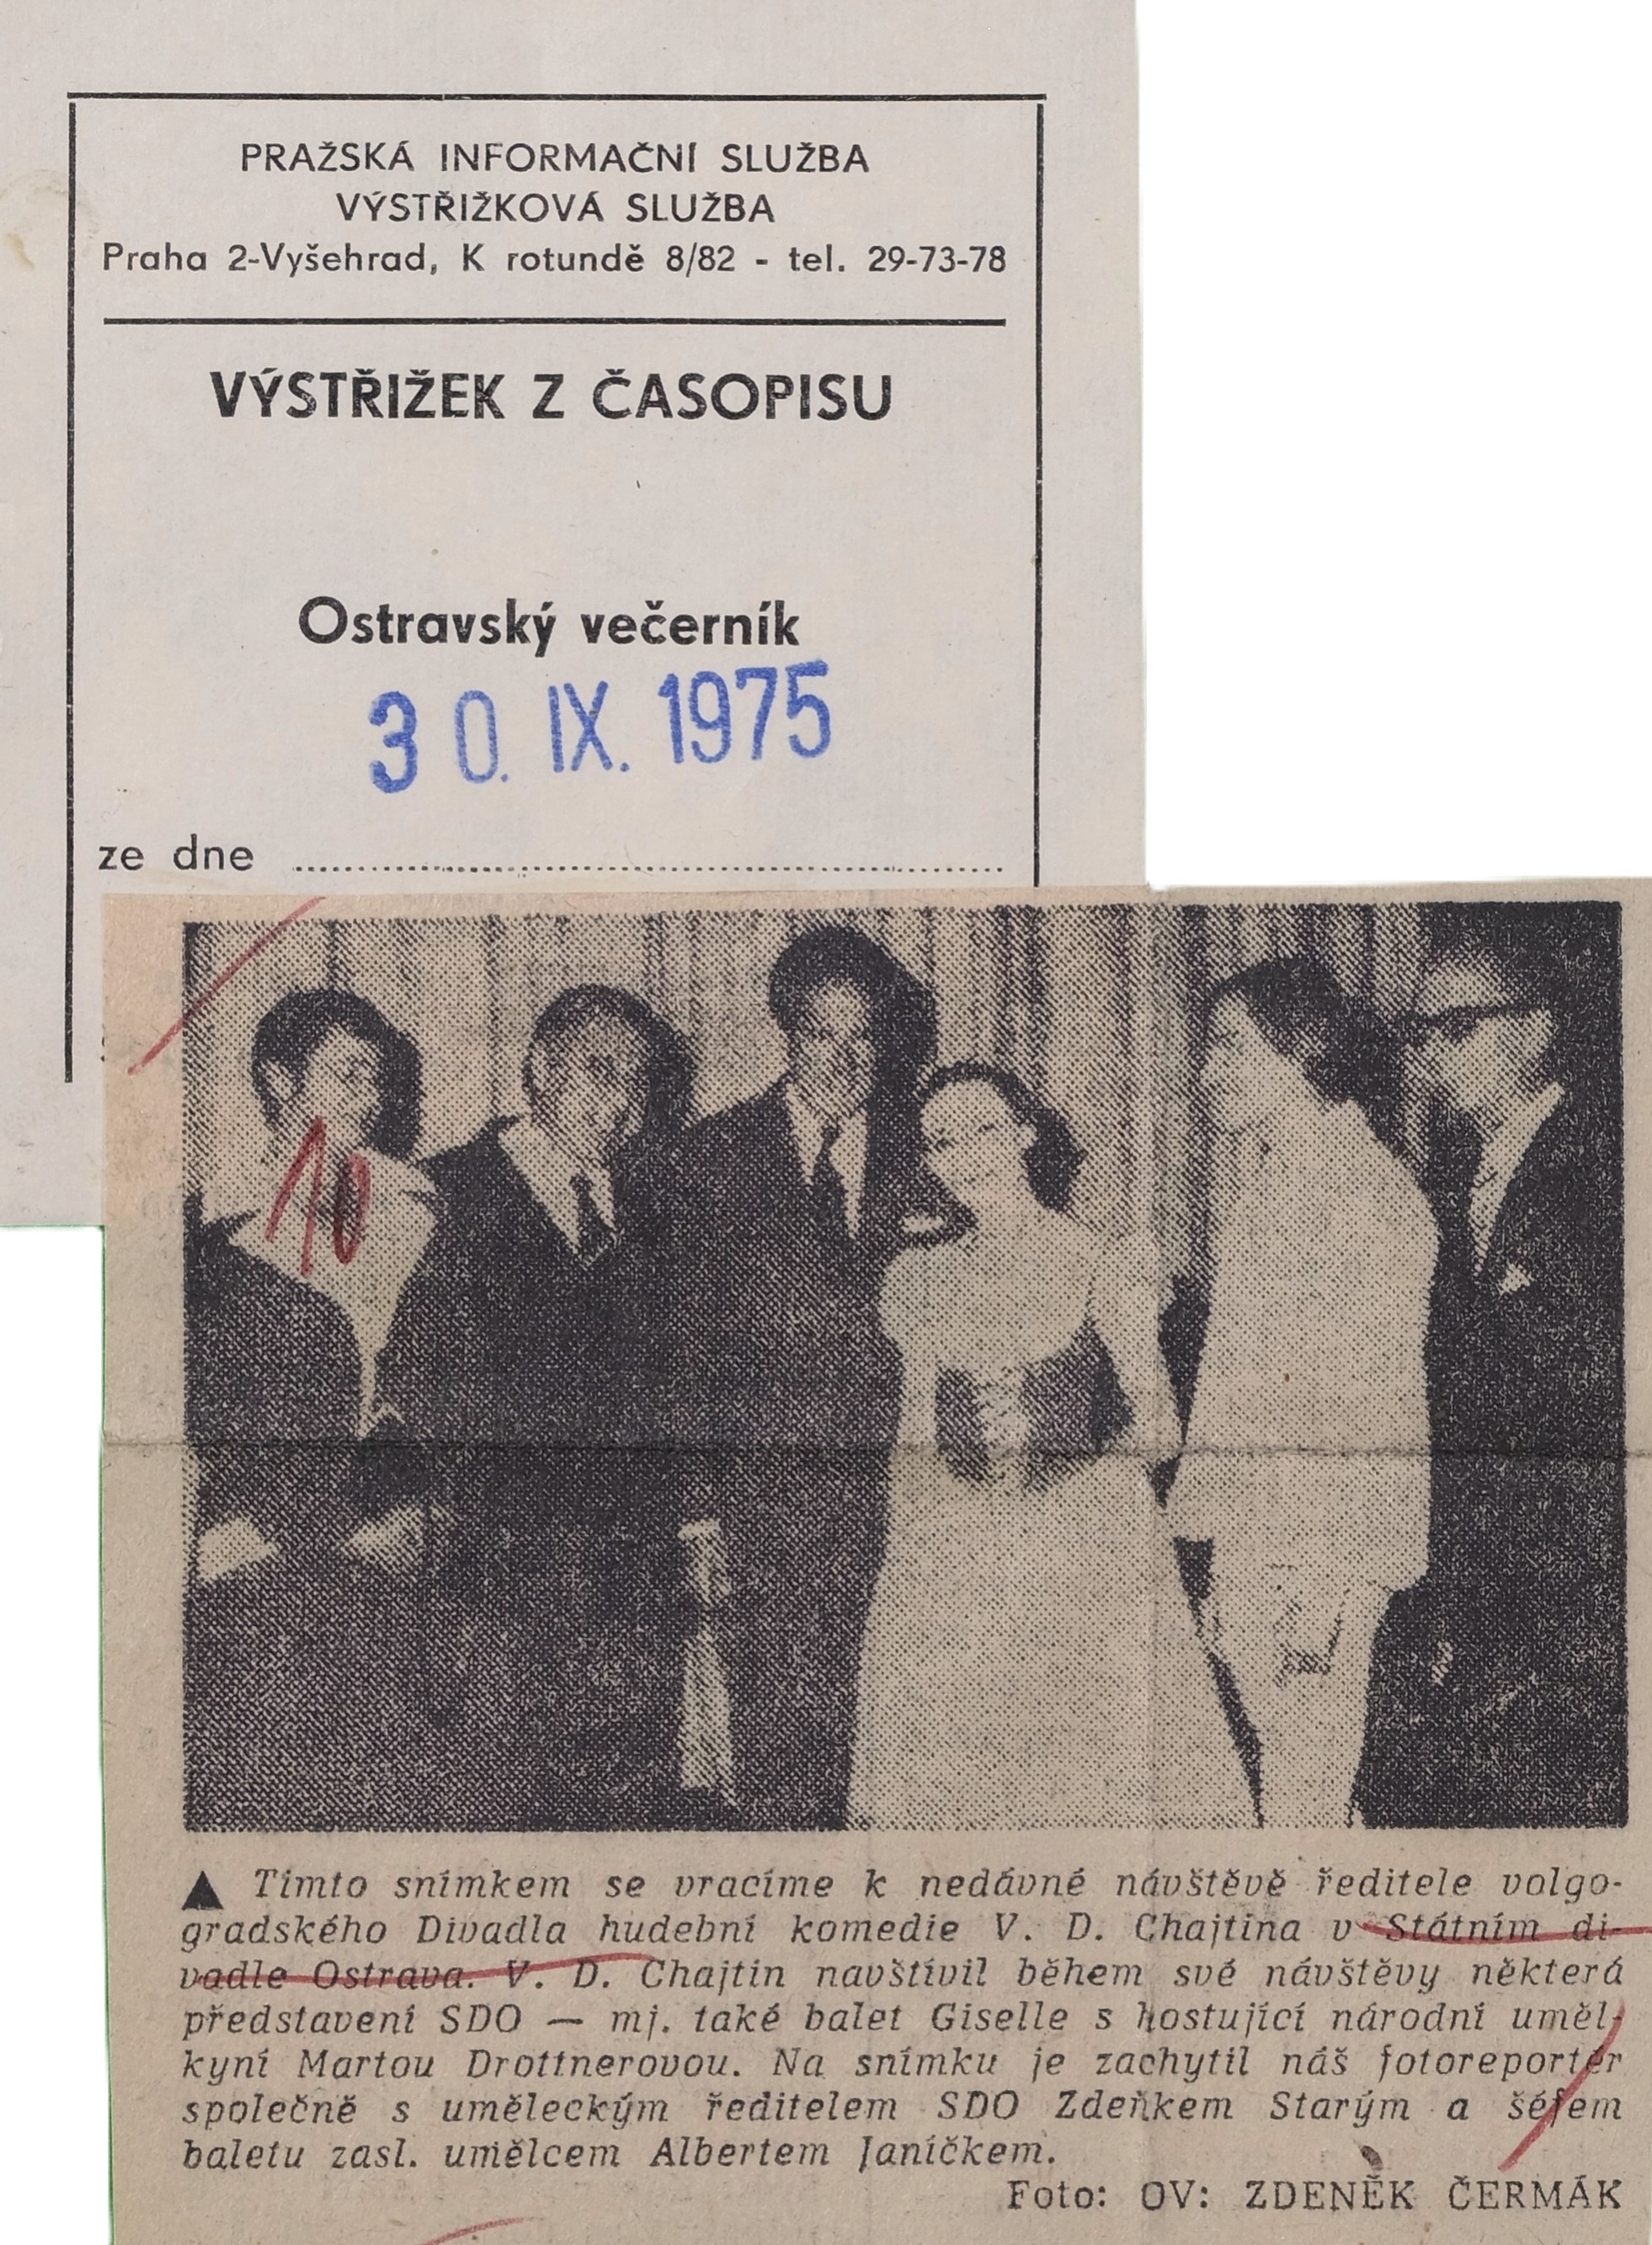 PRAŽSKÁ INFORMAČNÍ SLUŽBA
VÝSTŘIŽKOVÁ SLUŽBA
Praha 2-Vyšehrad, K rotundě 8/82 - tel. 29-73-78
VÝSTŘIŽEK Z ČASOPISU
Ostravský večerník
30. IX. 1975
ze dne
10
▲ Tímto snímkem se vracíme k nedávné návštěvě ředitele volgo-
gradského Divadla hudební komedie V. D. Chajtina v Státním di-
vadle Ostrava. V. D. Chajtin navštívil během své návštěvy některá
představení SDO — mj. také balet Giselle s hostující národní uměl-
kyní Martou Drottnerovou. Na snímku je zachytil náš fotoreportér
společně s uměleckým ředitelem SDO Zdeňkem Starým a šéfem
baletu zasl. umělcem Albertem Janíčkem.
Foto: OV: ZDENĚK ČERMÁK